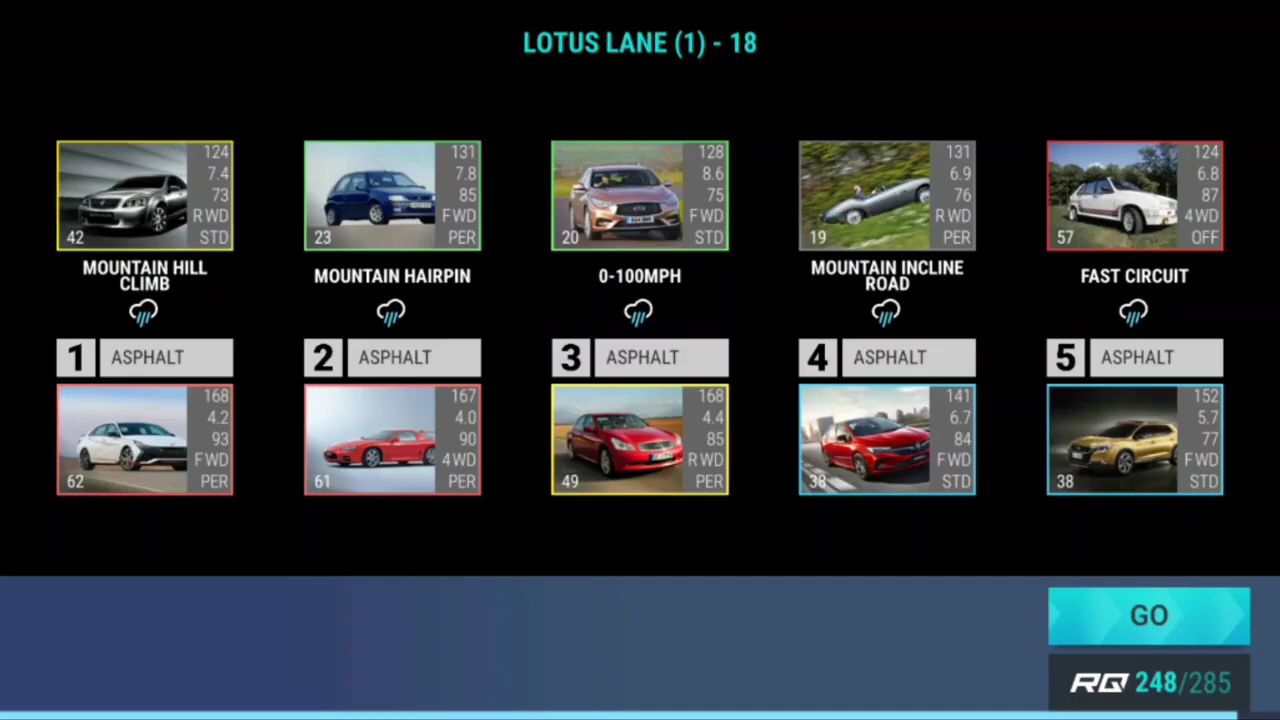 LOTUS LANE (1) - 18
124
7.4
73
RWD
42
STD
131
7.8
85
FWD
23
PER
128
8.6
75
FWD
20
STD
131
6.9
76
RWD
19
PER
124
6.8
87
4WD
57
OFF
MOUNTAIN HILL
CLIMB
MOUNTAIN HAIRPIN
0-100MPH
MOUNTAIN INCLINE
ROAD
FAST CIRCUIT
1 ASPHALT
2 ASPHALT
3 ASPHALT
4 ASPHALT
5 ASPHALT
168
4.2
93
FWD
62
PER
167
4.0
90
4WD
61
PER
168
4.4
85
RWD
49
PER
141
6.7
84
FWD
38
STD
152
5.7
77
FWD
38
STD
GO
RQ 248/285